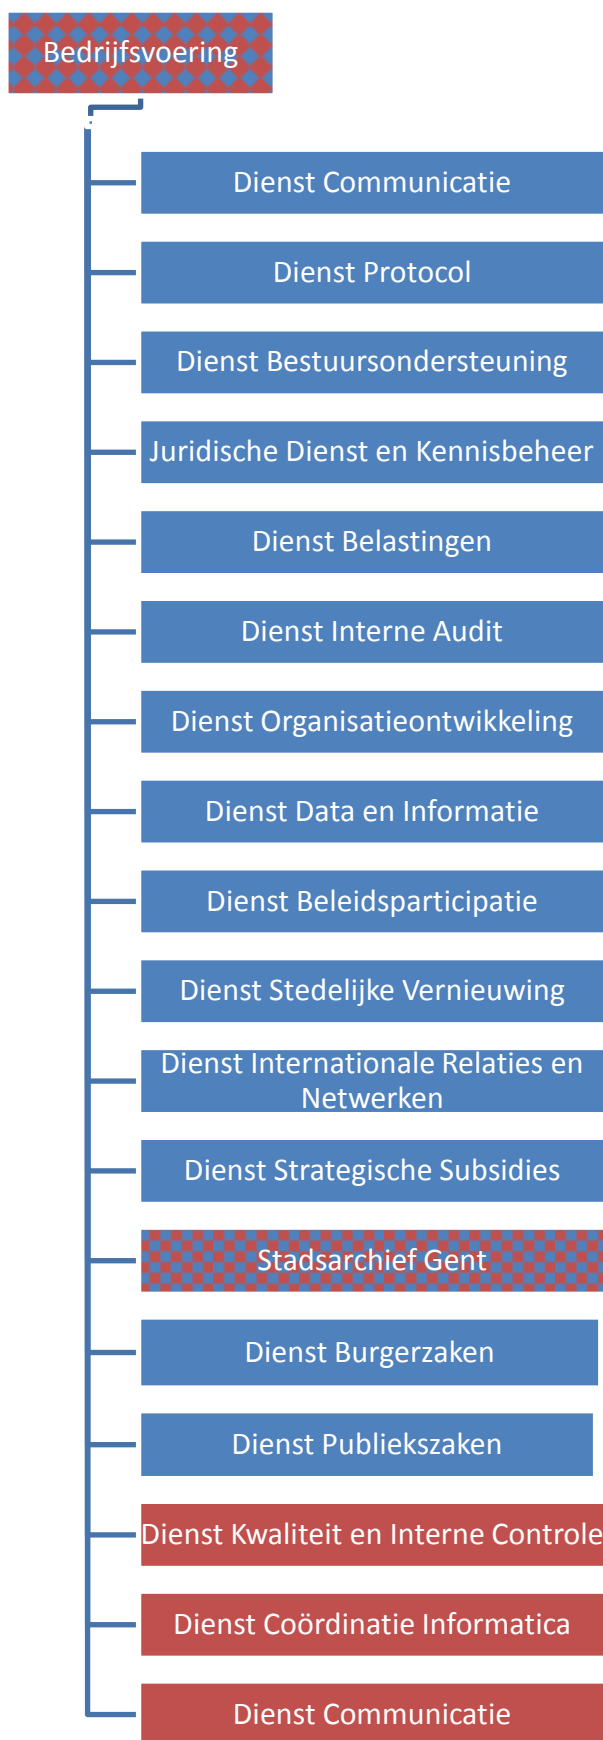 Bedrijfsvoering
Dienst Communicatie
Dienst Protocol
Dienst Bestuursondersteuning
Juridische Dienst en Kennisbeheer
Dienst Belastingen
Dienst Interne Audit
Dienst Organisatieontwikkeling
Dienst Data en Informatie
Dienst Beleidsparticipatie
Dienst Stedelijke Vernieuwing
Dienst Internationale Relaties en
Netwerken
Dienst Strategische Subsidies
Stadsarchief Gent
Dienst Burgerzaken
Dienst Publiekszaken
Dienst Kwaliteit en Interne Controle
Dienst Coördinatie Informatica
Dienst Communicatie